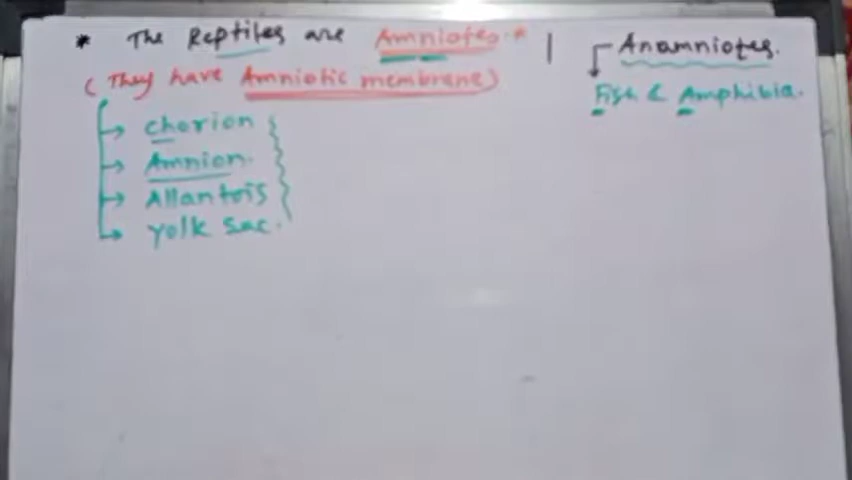 * The Reptiles are Amniotes.* | Anamniotes.
(They have Amniotic membrane) Fish & Amphibia.
→ chorion
→ Amnion.
→ Allantois
→ yolk sac.